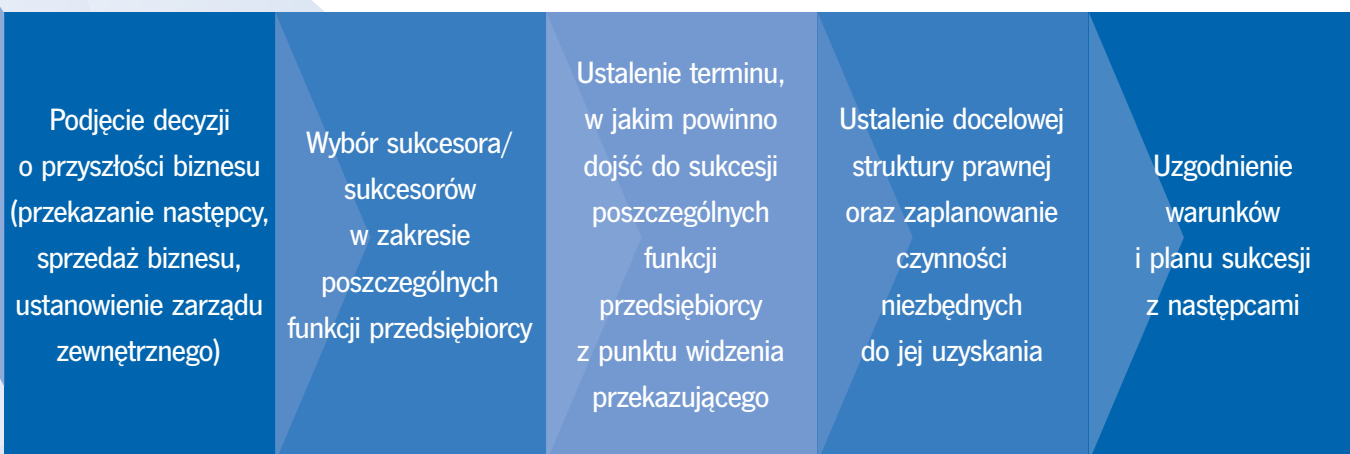 Podjęcie decyzji
o przyszłości biznesu
(przekazanie następcy,
sprzedaż biznesu,
ustanowienie zarządu
zewnętrznego)
Wybór sukcesora/
sukcesorów
w zakresie
poszczególnych
funkcji przedsiębiorcy
Ustalenie terminu,
w jakim powinno
dojść do sukcesji
poszczególnych
funkcji
przedsiębiorcy
z punktu widzenia
przekazującego
Ustalenie docelowej
struktury prawnej
oraz zaplanowanie
czynności
niezbędnych
do jej uzyskania
Uzgodnienie
warunków
i planu sukcesji
z następcami